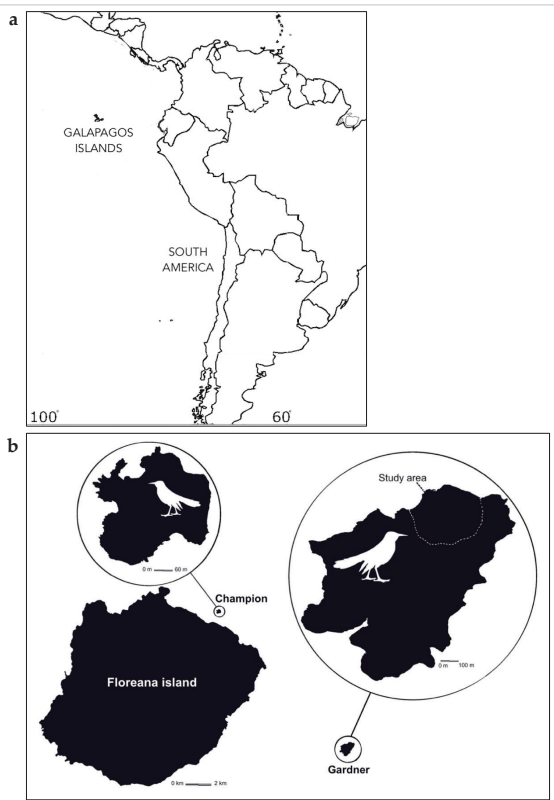 a
GALAPAGOS
ISLANDS
SOUTH
AMERICA
100°
60°
b
Study area
0 m
60 m
Champion
0 m
100 m
Floreana island
0 km
2 km
Gardner